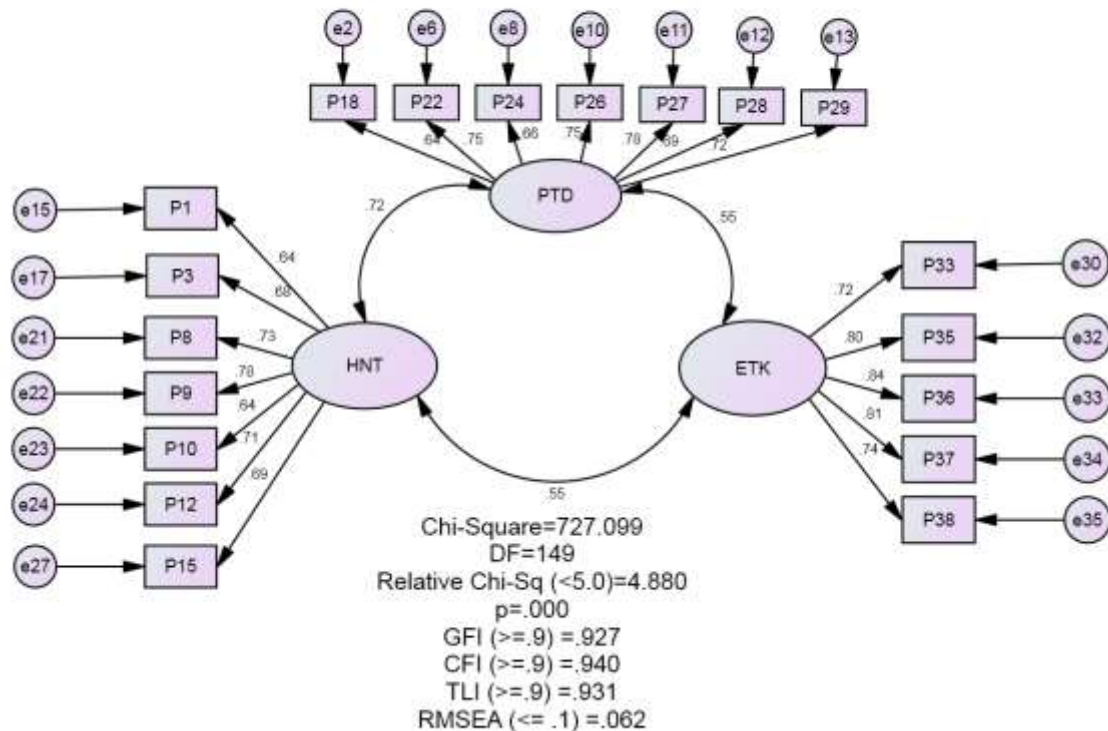 e2 e6 e8 e10 e11 e12 e13
P18 P22 P24 P26 P27 P28 P29
.64 .75 .66 .75 .78 .69 .72
PTD
.72
.55
e15 P1
.64
e17 P3
.68
e21 P8
.73
e22 P9
.78
e23 P10
.64
e24 P12
.71
e27 P15
.69
HNT
ETK
P33 e30
.72
P35 e32
.80
P36 e33
.84
P37 e34
.81
P38 e35
.74
.55
Chi-Square=727.099
DF=149
Relative Chi-Sq (<5.0)=4.880
p=.000
GFI (>=.9) =.927
CFI (>=.9) =.940
TLI (>=.9) =.931
RMSEA (<= .1) =.062